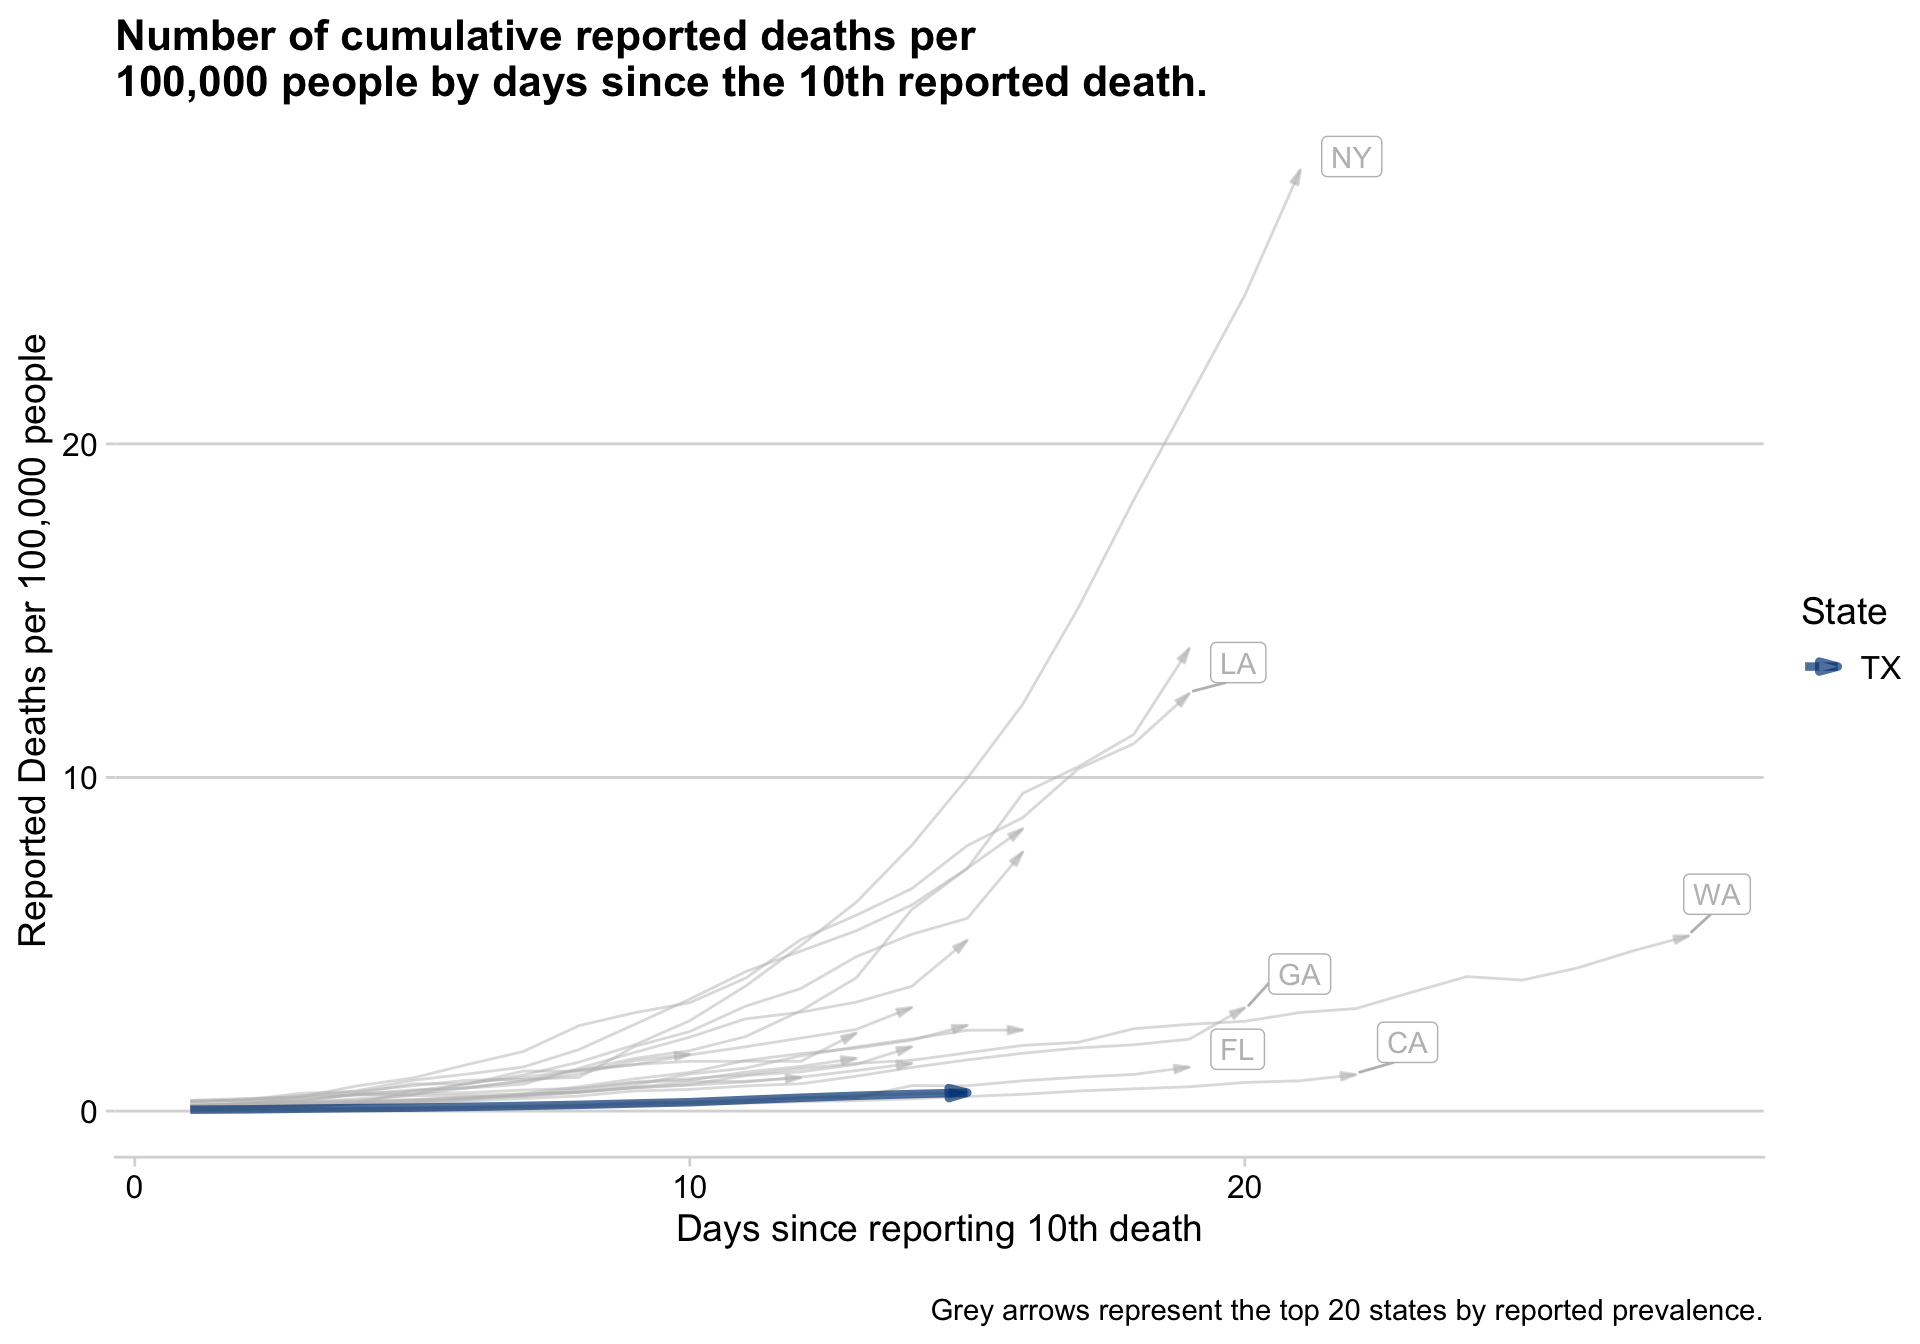 Number of cumulative reported deaths per
100,000 people by days since the 10th reported death.
Reported Deaths per 100,000 people
20
10
0
NY
LA
WA
GA
FL
CA
State
TX
0
10
20
Days since reporting 10th death
Grey arrows represent the top 20 states by reported prevalence.